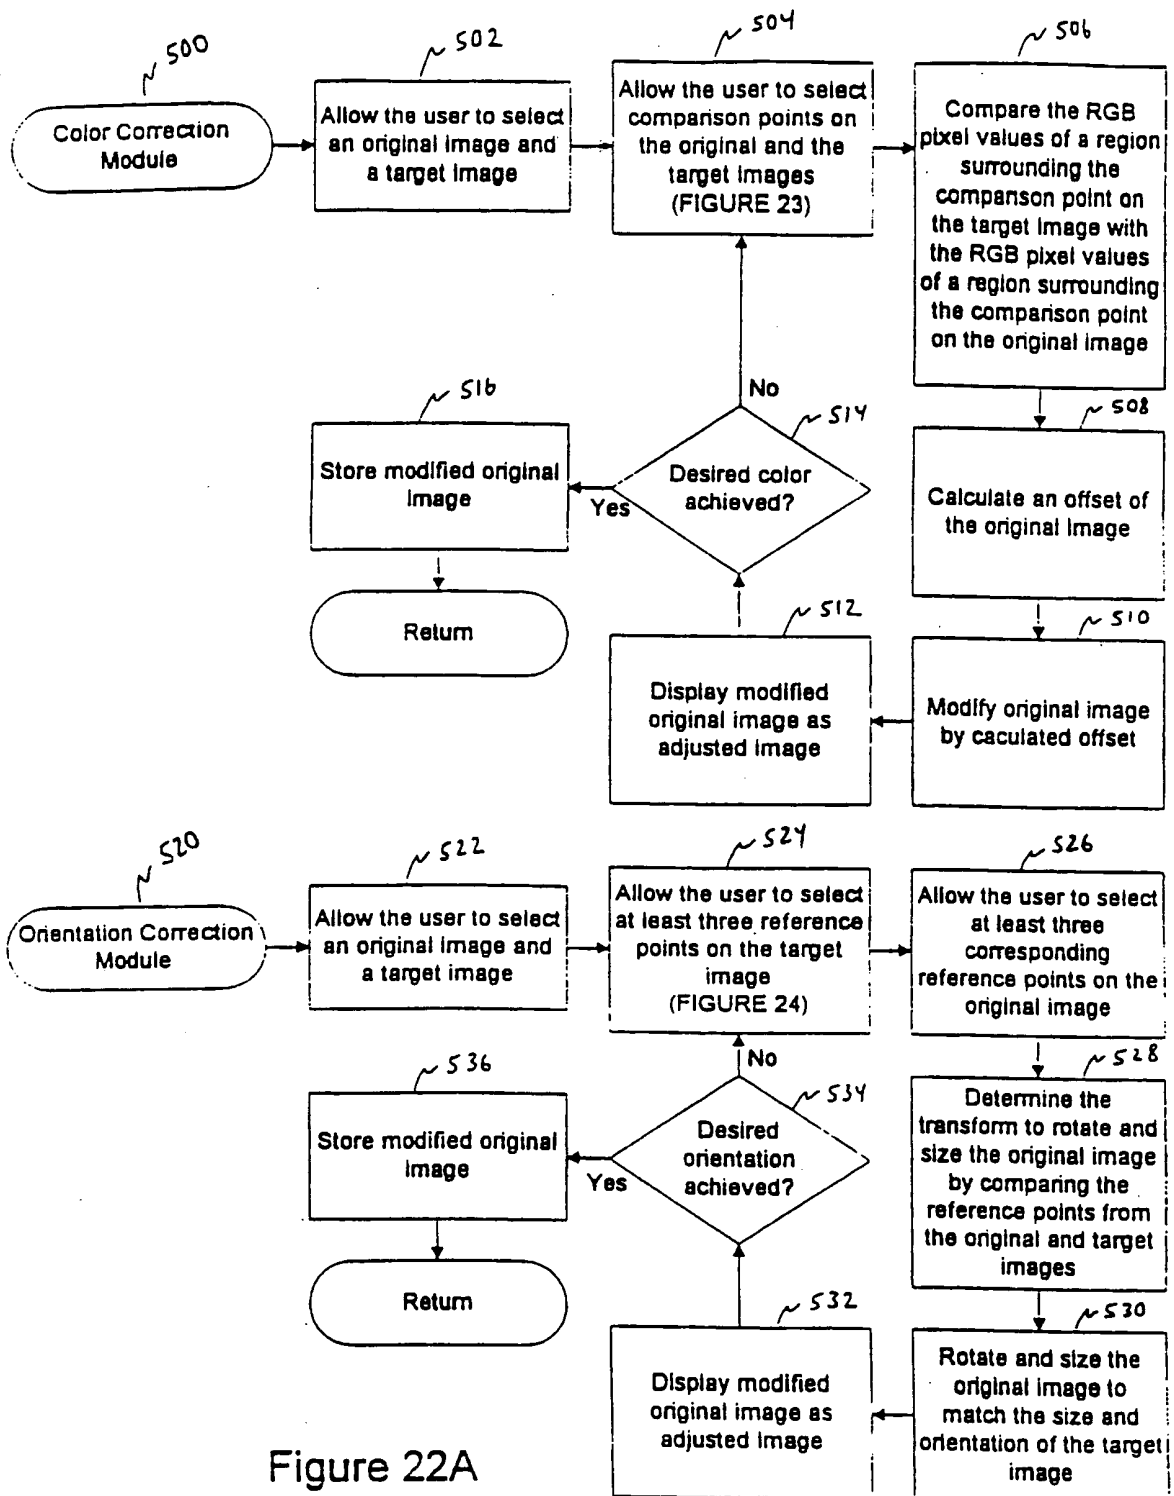 500
Color Correction
Module
502
Allow the user to select
an original image and
a target image
504
Allow the user to select
comparison points on
the original and the
target images
(FIGURE 23)
506
Compare the RGB
pixel values of a region
surrounding the
comparison point on
the target image with
the RGB pixel values
of a region surrounding
the comparison point
on the original image
508
Calculate an offset of
the original image
510
Modify original image
by caculated offset
512
Display modified
original image as
adjusted image
514
Desired color
achieved?
No
Yes
516
Store modified original
image
Return
520
Orientation Correction
Module
522
Allow the user to select
an original image and
a target image
524
Allow the user to select
at least three reference
points on the target
image
(FIGURE 24)
526
Allow the user to select
at least three
corresponding
reference points on the
original image
528
Determine the
transform to rotate and
size the original image
by comparing the
reference points from
the original and target
images
530
Rotate and size the
original image to
match the size and
orientation of the target
image
532
Display modified
original image as
adjusted image
534
Desired
orientation
achieved?
No
Yes
536
Store modified original
image
Return
Figure 22A